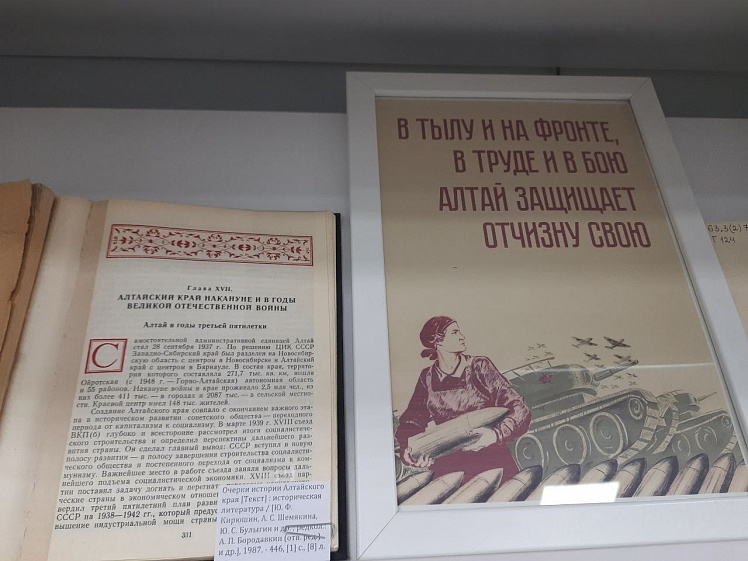 Глава XVII.
АЛТАЙСКИЙ КРАЙ НАКАНУНЕ И В ГОДЫ
ВЕЛИКОЙ ОТЕЧЕСТВЕННОЙ ВОЙНЫ
Алтай в годы третьей пятилетки
Самостоятельной административной единицей Алтай
стал 28 сентября 1937 г. По решению ЦИК СССР
Западно-Сибирский край был разделен на Новосибир-
скую область с центром в Новосибирске и Алтайский
край с центром в Барнауле. В состав края, террито-
рия которого составляла 271,7 тыс. кв. км, вошла
Ойротская (с 1948 г. — Горно-Алтайская) автономная область
и 55 районов. Накануне войны в крае проживало 2,5 млн чел., из
них более 411 тыс. — в городах и 2087 тыс. — в сельской местно-
сти. Краевой центр имел 148 тыс. жителей.
Создание Алтайского края совпало с окончанием важного эта-
па в историческом развитии советского общества — переходного
периода от капитализма к социализму. В марте 1939 г. XVIII съезд
ВКП(б) глубоко и всесторонне рассмотрел итоги социалистиче-
ского строительства и определил перспективы дальнейшего раз-
вития страны. Он сделал главный вывод: СССР вступил в новую
полосу развития — в полосу завершения строительства социалисти-
ческого общества и постепенного перехода от социализма к ком-
мунизму. Важнейшее место в работе съезда заняли вопросы даль-
нейшего подъема социалистической экономики. XVIII съезд пар-
тии поставил задачу догнать и перегнать
ческие страны в экономическом отношении
вердил третий пятилетний план развития
СССР на 1938—1942 гг., который предус
вышение индустриальной мощи страны
311
Очерки истории Алтайского
края [Текст] : историческая
литература / [Ю. Ф.
Кирюшин, А. С. Шемякина,
Ю. С. Булыгин и др.; редкол.:
А. П. Бородавкин (отв. ред.)
и др.], 1987. - 446, [1] с., [8] л.
В ТЫЛУ И НА ФРОНТЕ,
В ТРУДЕ И В БОЮ
АЛТАЙ ЗАЩИЩАЕТ
ОТЧИЗНУ СВОЮ
63.3(2)7
Т 124